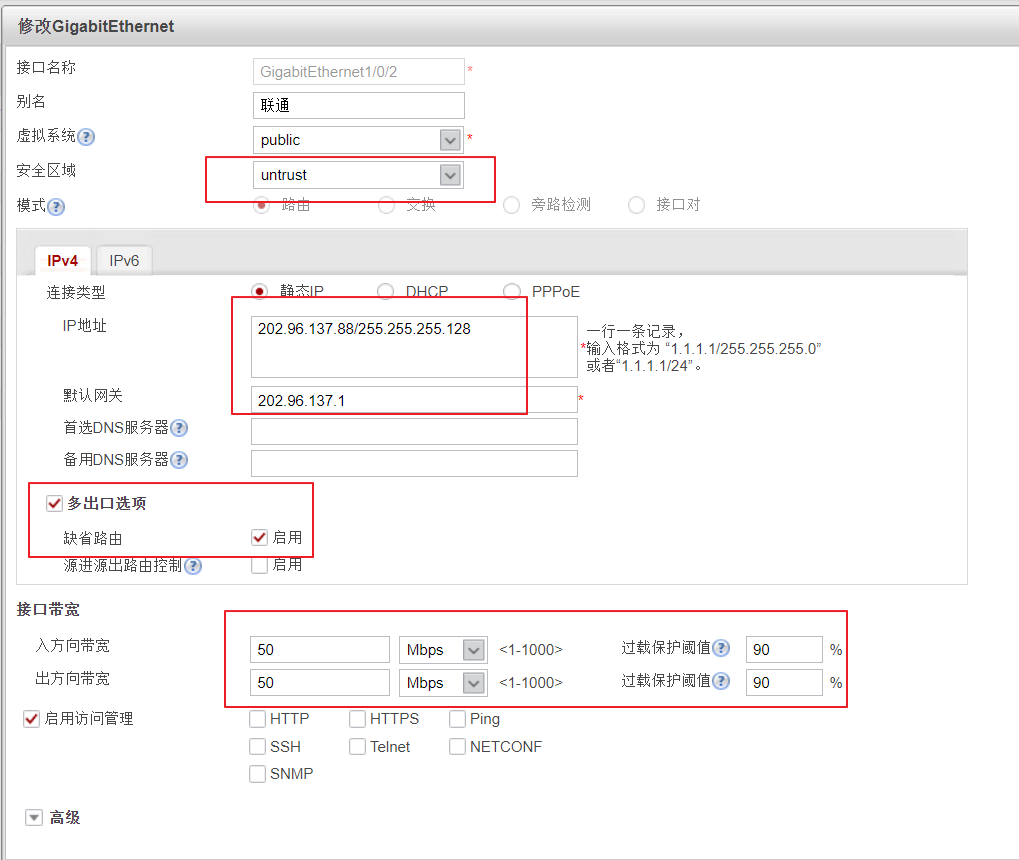 修改GigabitEthernet
接口名称 GigabitEthernet1/0/2 *
别名 联通
虚拟系统 ? public *
安全区域 untrust
模式 ? 路由 交换 旁路检测 接口对
IPv4 IPv6
连接类型 静态IP DHCP PPPoE
IP地址 202.96.137.88/255.255.255.128
一行一条记录，
*输入格式为 “1.1.1.1/255.255.255.0”
或者“1.1.1.1/24”。
默认网关 202.96.137.1 *
首选DNS服务器 ?
备用DNS服务器 ?
多出口选项
缺省路由 启用
源进源出路由控制 ? 启用
接口带宽
入方向带宽 50 Mbps <1-1000> 过载保护阈值 ? 90 %
出方向带宽 50 Mbps <1-1000> 过载保护阈值 ? 90 %
启用访问管理 HTTP HTTPS Ping
SSH Telnet NETCONF
SNMP
高级